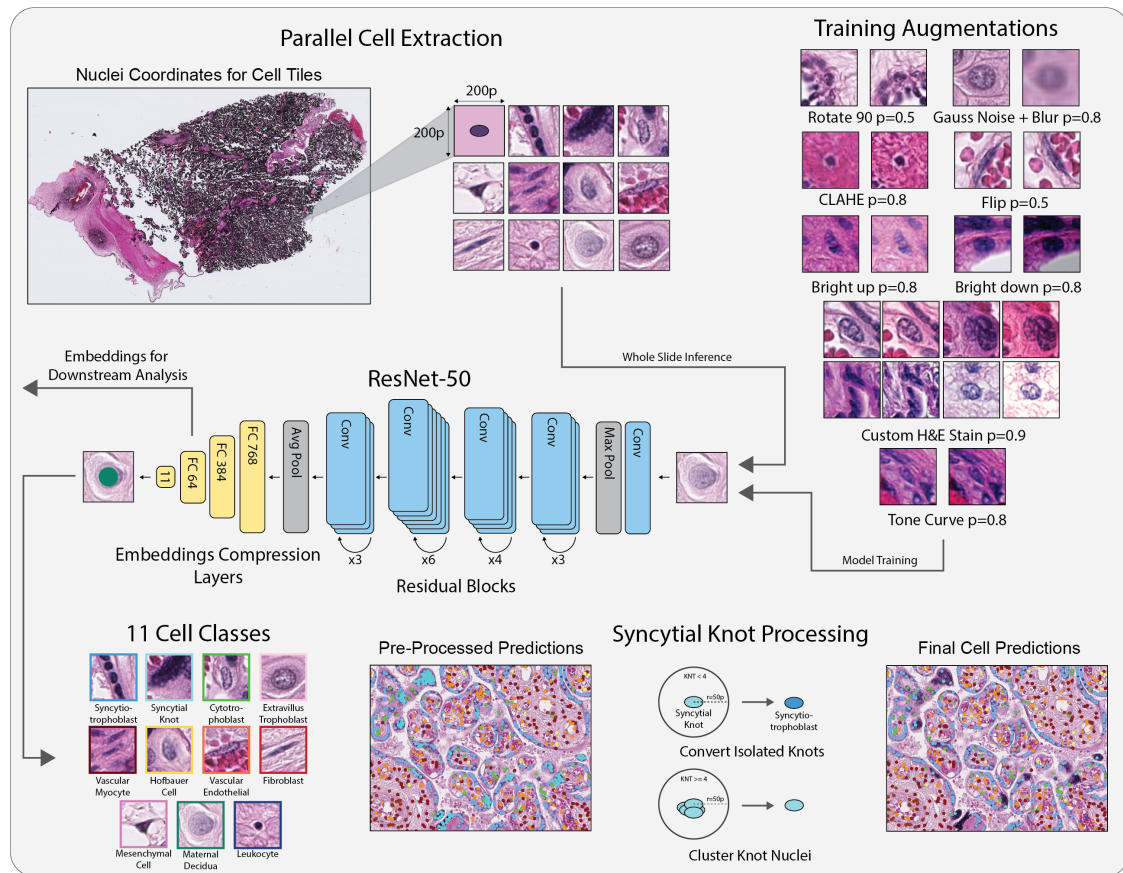 Parallel Cell Extraction
Nuclei Coordinates for Cell Tiles
200p
200p
Training Augmentations
Rotate 90 p=0.5
Gauss Noise + Blur p=0.8
CLAHE p=0.8
Flip p=0.5
Bright up p=0.8
Bright down p=0.8
Custom H&E Stain p=0.9
Tone Curve p=0.8
Whole Slide Inference
Model Training
Embeddings for
Downstream Analysis
ResNet-50
11
FC 64
FC 384
FC 768
Avg Pool
Conv
Conv
Conv
Conv
Max Pool
Conv
x3
x6
x4
x3
Embeddings Compression
Layers
Residual Blocks
11 Cell Classes
Syncytio-
trophoblast
Syncytial
Knot
Cytotro-
phoblast
Extravillus
Trophoblast
Vascular
Myocyte
Hofbauer
Cell
Vascular
Endothelial
Fibroblast
Mesenchymal
Cell
Maternal
Decidua
Leukocyte
Pre-Processed Predictions
Syncytial Knot Processing
KNT < 4
r=50p
Syncytial
Knot
Syncytio-
trophoblast
Convert Isolated Knots
KNT >= 4
r=50p
Cluster Knot Nuclei
Final Cell Predictions